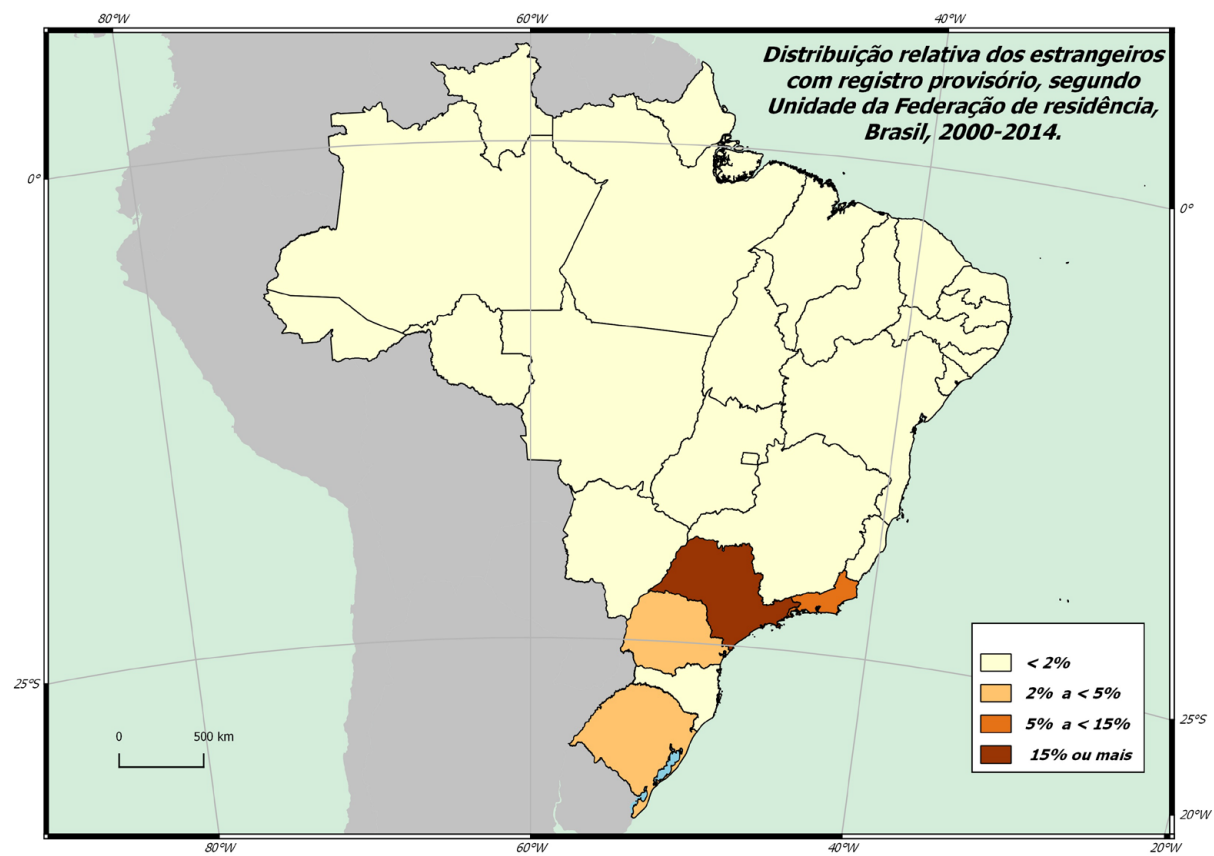 80°W 60°W 40°W
Distribuição relativa dos estrangeiros
com registro provisório, segundo
Unidade da Federação de residência,
Brasil, 2000-2014.
0°
0°
< 2%
2% a < 5%
5% a < 15%
15% ou mais
25°S
25°S
0 500 km
20°W
80°W 60°W 40°W 20°W